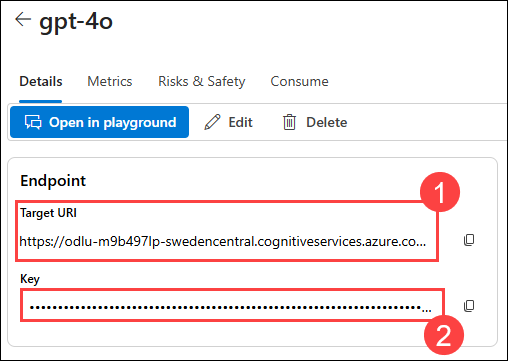 ← gpt-4o
Details Metrics Risks & Safety Consume
Open in playground Edit Delete
Endpoint
1
Target URI
https://odlu-m9b497lp-swedencentral.cognitiveservices.azure.co...
Key
••••••••••••••••••••••••••••••••••••••••••••••••••••••••••••••••••••••...
2